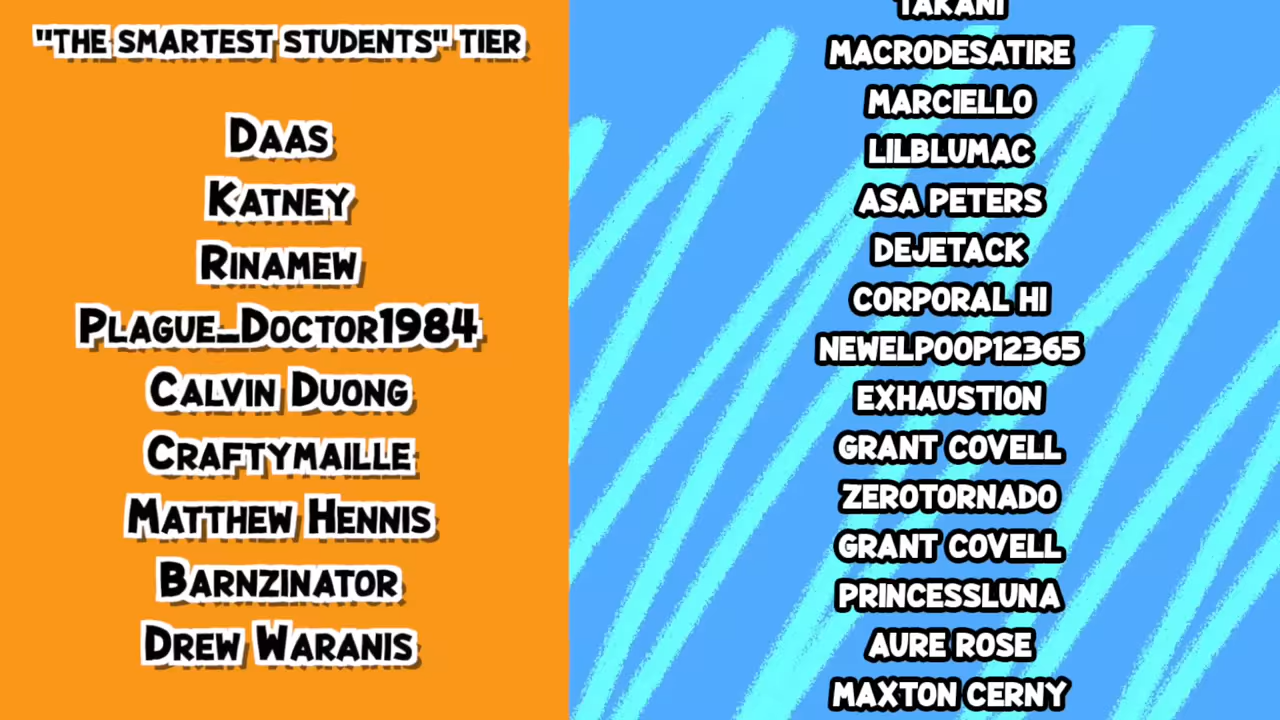 "THE SMARTEST STUDENTS" TIER
DAAS
KATNEY
RINAMEW
PLAGUE_DOCTOR1984
CALVIN DUONG
CRAFTYMAILLE
MATTHEW HENNIS
BARNZINATOR
DREW WARANIS
TAKANI
MACRODESATIRE
MARCIELLO
LILBLUMAC
ASA PETERS
DEJETACK
CORPORAL HI
NEWELPOOP12365
EXHAUSTION
GRANT COVELL
ZEROTORNADO
GRANT COVELL
PRINCESSLUNA
AURE ROSE
MAXTON CERNY